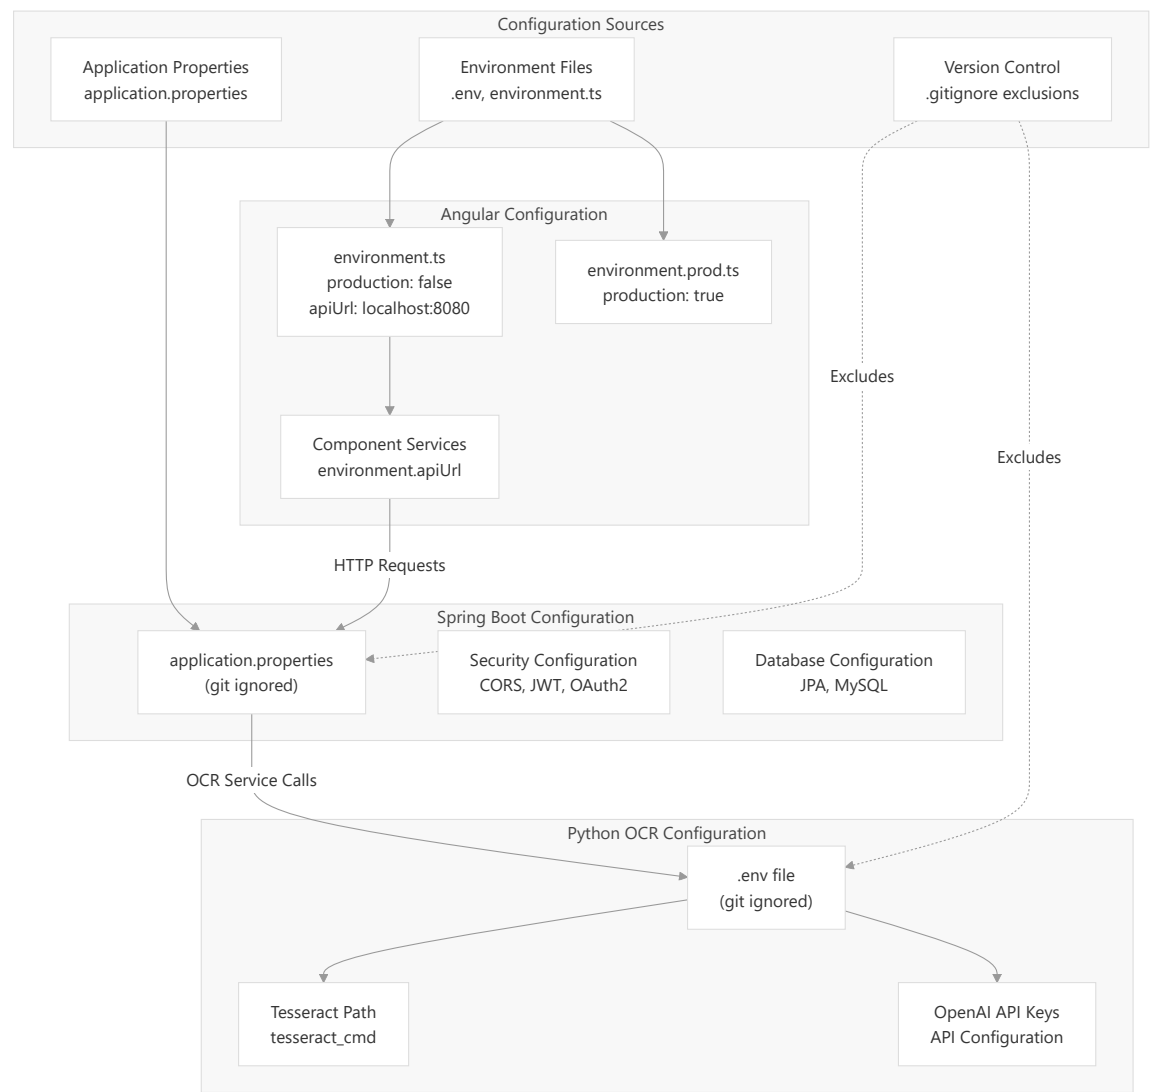 Configuration Sources
Application Properties
application.properties
Environment Files
.env, environment.ts
Version Control
.gitignore exclusions
Angular Configuration
environment.ts
production: false
apiUrl: localhost:8080
environment.prod.ts
production: true
Excludes
Component Services
environment.apiUrl
Excludes
HTTP Requests
Spring Boot Configuration
application.properties
(git ignored)
Security Configuration
CORS, JWT, OAuth2
Database Configuration
JPA, MySQL
OCR Service Calls
Python OCR Configuration
.env file
(git ignored)
Tesseract Path
tesseract_cmd
OpenAI API Keys
API Configuration